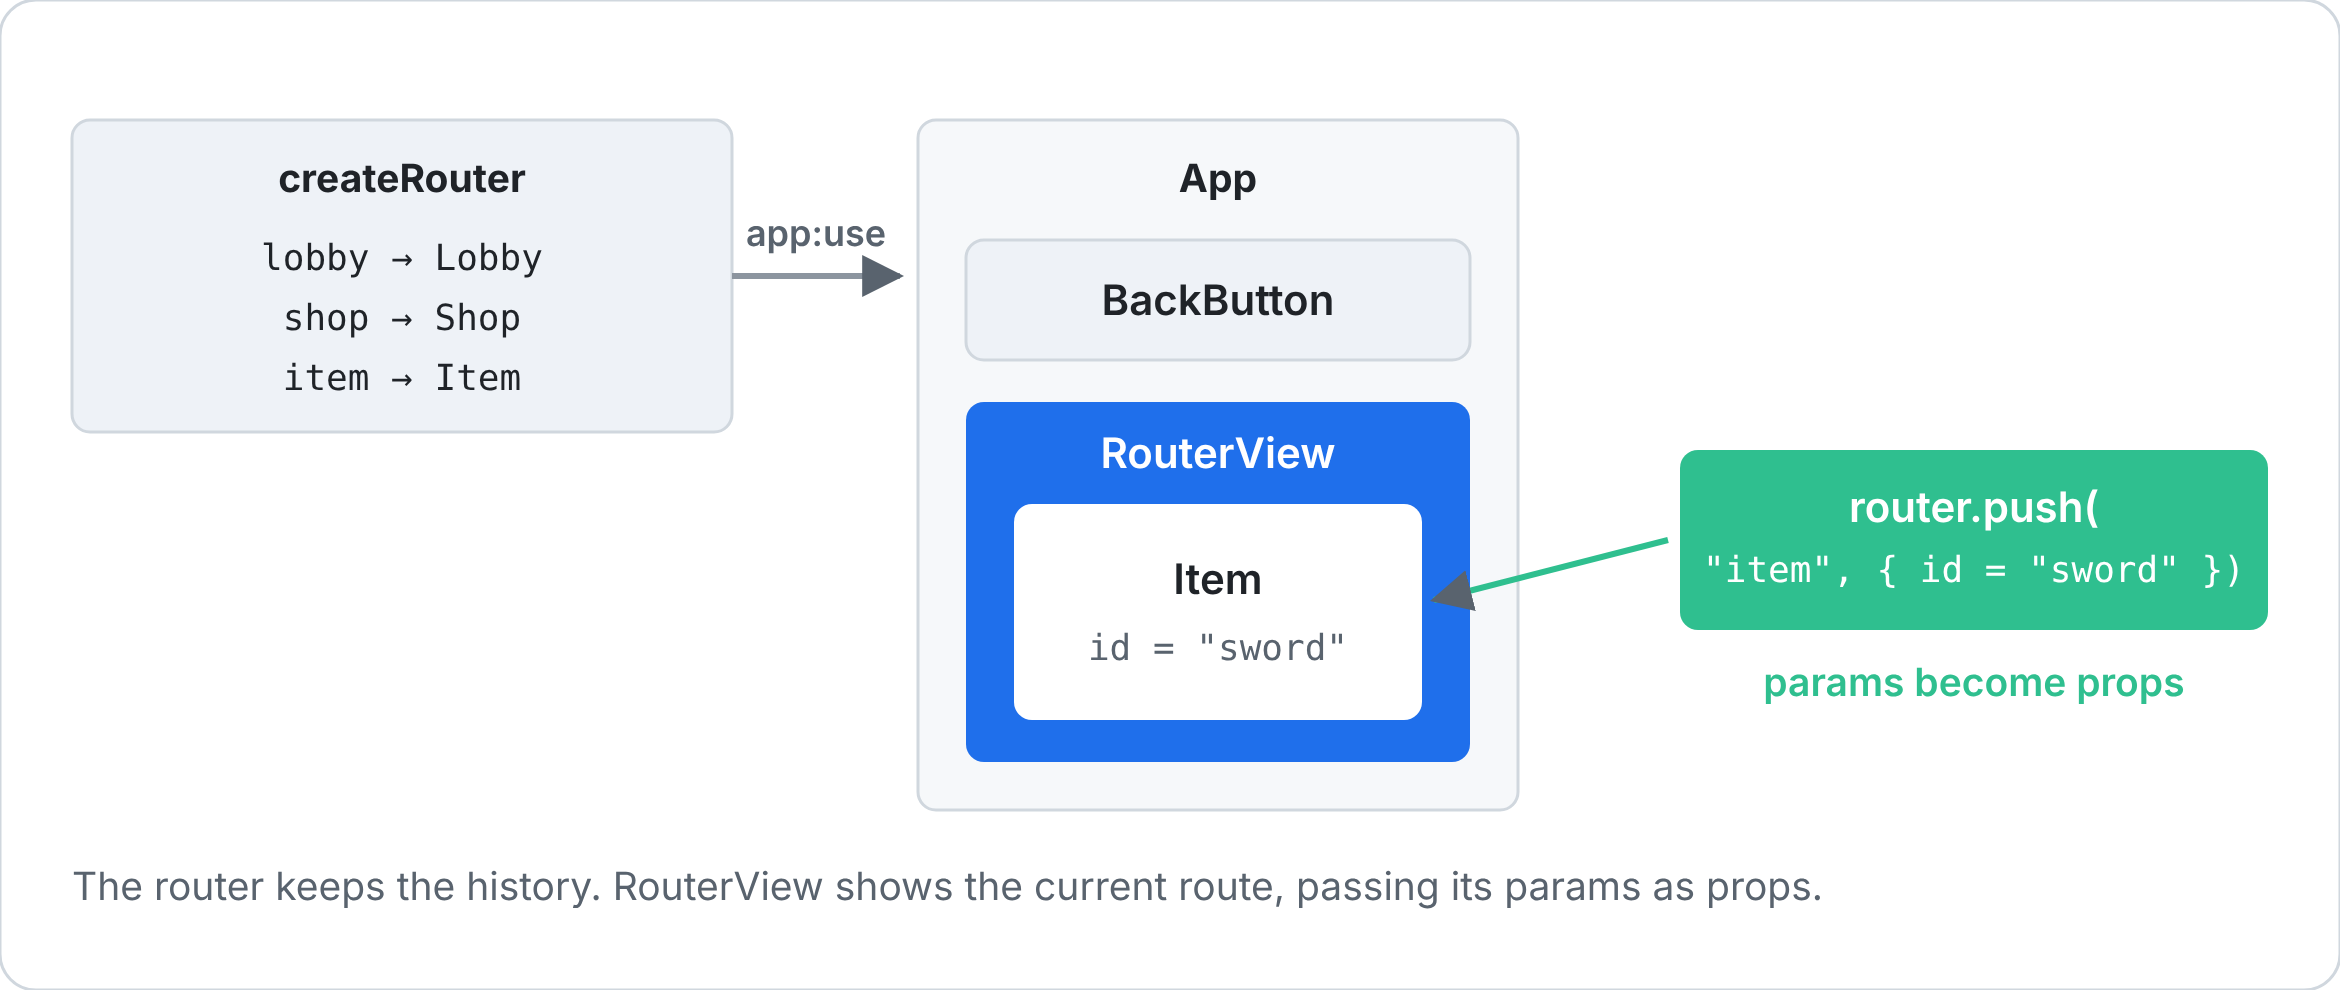 createRouter
lobby → Lobby
shop → Shop
item → Item
app:use
App
BackButton
RouterView
Item
id = "sword"
router.push(
"item", { id = "sword" })
params become props
The router keeps the history. RouterView shows the current route, passing its params as props.